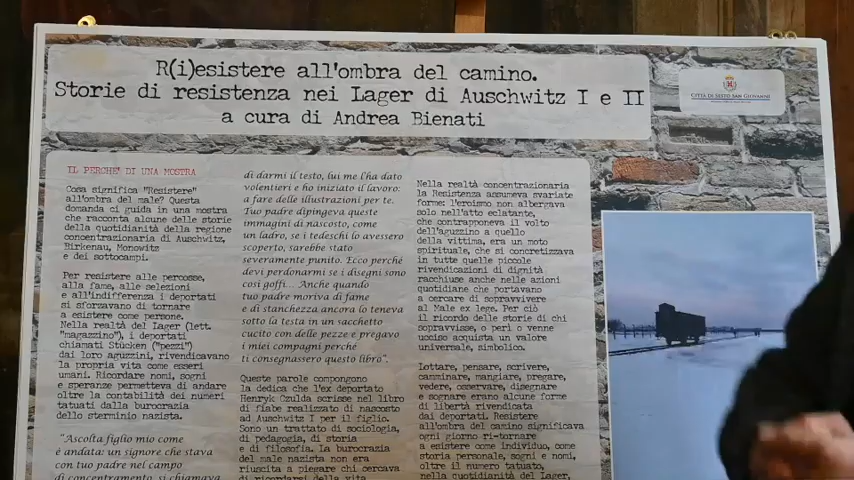 R(i)esistere all'ombra del camino.
Storie di resistenza nei Lager di Auschwitz I e II
a cura di Andrea Bienati
CITTÀ DI SESTO SAN GIOVANNI
IL PERCHE' DI UNA MOSTRA
Cosa significa "Resistere"
all'ombra del male? Questa
domanda ci guida in una mostra
che racconta alcune delle storie
della quotidianità della regione
concentrazionaria di Auschwitz,
Birkenau, Monowitz
e dei sottocampi.
Per resistere alle percosse,
alla fame, alle selezioni
e all'indifferenza i deportati
si sforzavano di tornare
a esistere come persone.
Nella realtà del Lager (lett.
"magazzino"), i deportati
chiamati Stücken ("pezzi")
dai loro aguzzini, rivendicavano
la propria vita come esseri
umani. Ricordare nomi, sogni
e speranze permetteva di andare
oltre la contabilità dei numeri
tatuati dalla burocrazia
dello sterminio nazista.
"Ascolta figlio mio come
è andata: un signore che stava
con tuo padre nel campo
di concentramento, si chiamava
di darmi il testo, lui me l'ha dato
volentieri e ho iniziato il lavoro:
a fare delle illustrazioni per te.
Tuo padre dipingeva queste
immagini di nascosto, come
un ladro, se i tedeschi lo avessero
scoperto, sarebbe stato
severamente punito. Ecco perché
devi perdonarmi se i disegni sono
così goffi... Anche quando
tuo padre moriva di fame
e di stanchezza ancora lo teneva
sotto la testa in un sacchetto
cucito con delle pezze e pregavo
i miei compagni perché
ti consegnassero questo libro".
Queste parole compongono
la dedica che l'ex deportato
Henryk Czulda scrisse nel libro
di fiabe realizzato di nascosto
ad Auschwitz I per il figlio.
Sono un trattato di sociologia,
di pedagogia, di storia
e di filosofia. La burocrazia
del male nazista non era
riuscita a piegare chi cercava
di ricordarsi della vita
Nella realtà concentrazionaria
la Resistenza assumeva svariate
forme: l'eroismo non albergava
solo nell'atto eclatante,
che contrapponeva il volto
dell'aguzzino a quello
della vittima, era un moto
spirituale, che si concretizzava
in tutte quelle piccole
rivendicazioni di dignità
racchiuse anche nelle azioni
quotidiane che portavano
a cercare di sopravvivere
al Male ex lege. Per ciò
il ricordo delle storie di chi
sopravvisse, o perì o venne
ucciso acquista un valore
universale, simbolico.
Lottare, pensare, scrivere,
camminare, mangiare, pregare,
vedere, osservare, disegnare
e sognare erano alcune forme
di libertà rivendicata
dai deportati. Resistere
all'ombra del camino significava
ogni giorno ri-tornare
a esistere come individuo, come
storia personale, sogni e nomi,
oltre il numero tatuato,
nella quotidianità del Lager,